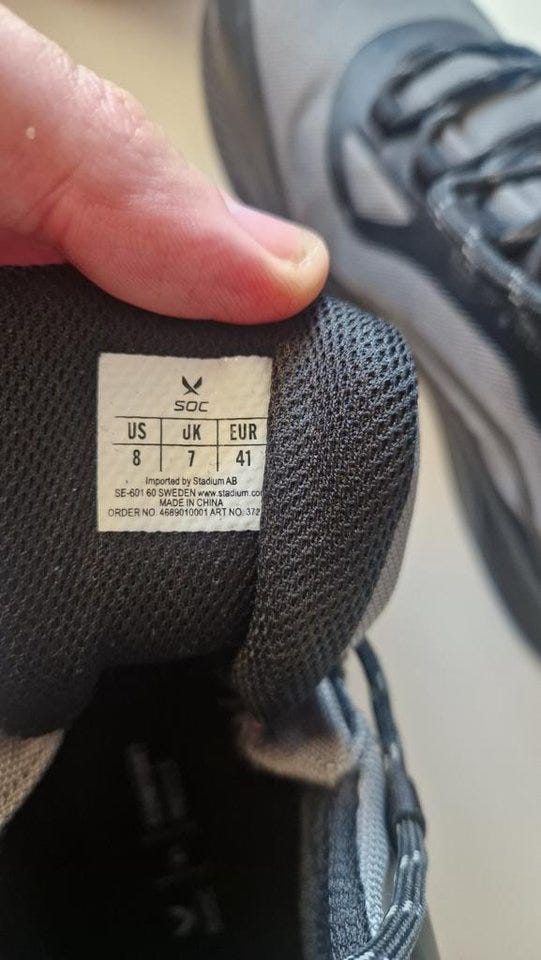 SOC
US UK EUR
8 7 41
Imported by Stadium AB
SE-601 60 SWEDEN www.stadium.co
MADE IN CHINA
ORDER NO. 4689010001 ART NO. 372